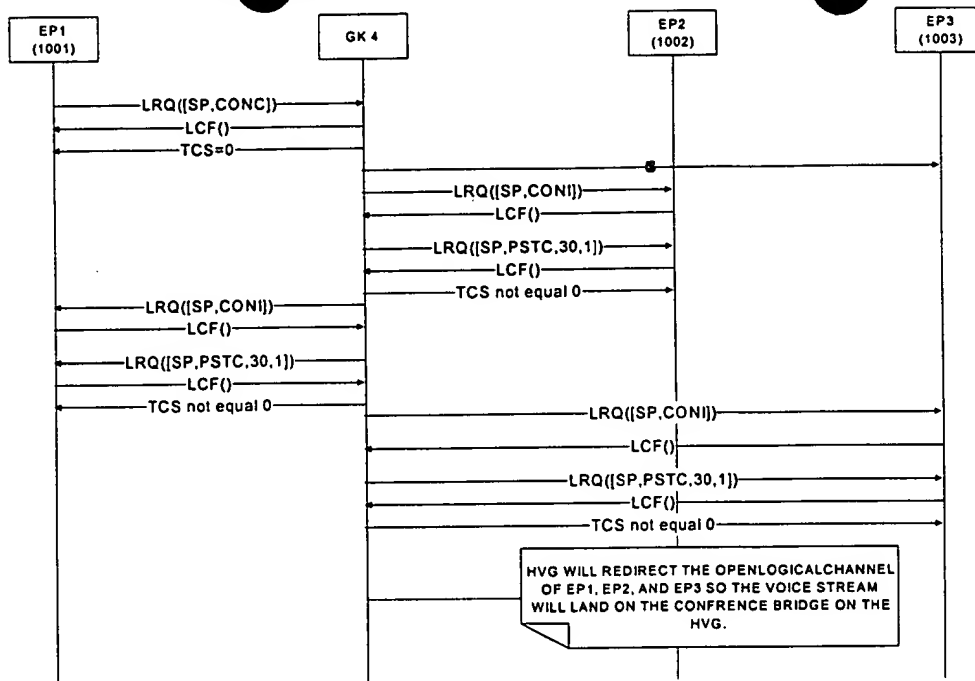 EP1
(1001)
GK 4
EP2
(1002)
EP3
(1003)
LRQ([SP,CONC])
LCF()
TCS=0
LRQ([SP,CONI])
LCF()
LRQ([SP,PSTC,30,1])
LCF()
TCS not equal 0
LRQ([SP,CONI])
LCF()
LRQ([SP,PSTC,30,1])
LCF()
TCS not equal 0
LRQ([SP,CONI])
LCF()
LRQ([SP,PSTC,30,1])
LCF()
TCS not equal 0
HVG WILL REDIRECT THE OPENLOGICALCHANNEL
OF EP1, EP2, AND EP3 SO THE VOICE STREAM
WILL LAND ON THE CONFRENCE BRIDGE ON THE
HVG.